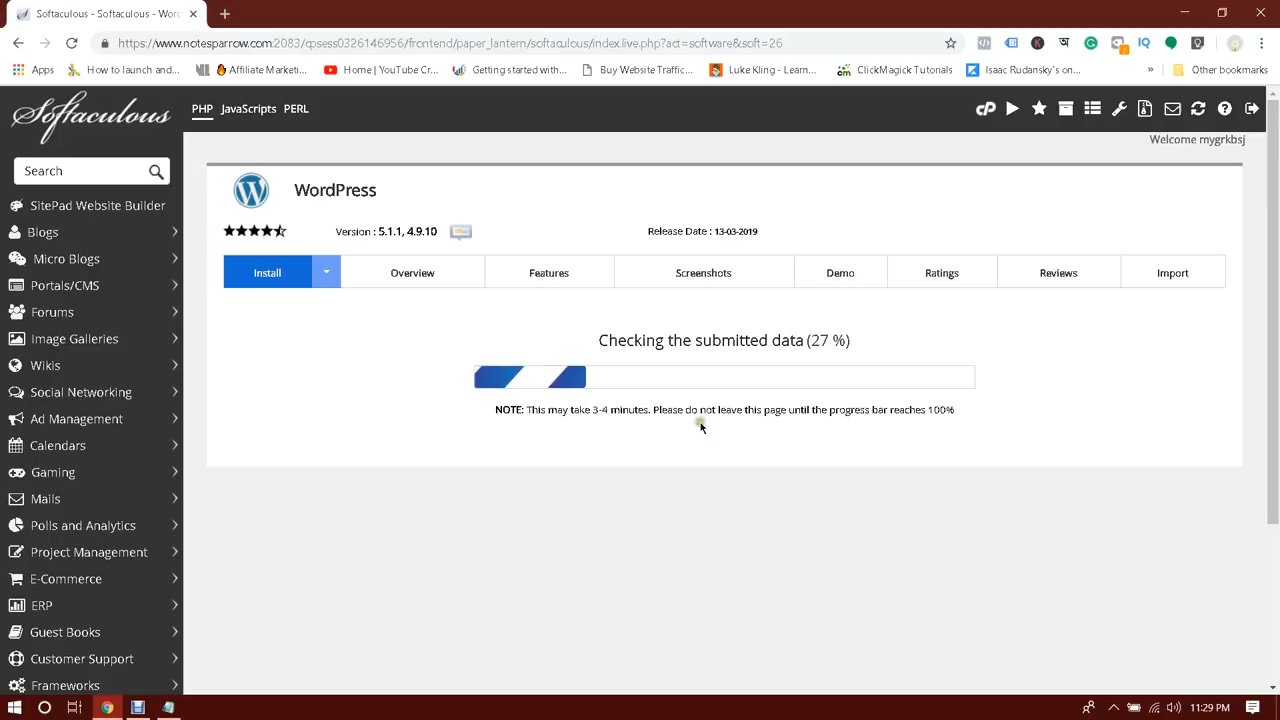 Softaculous - Softaculous - Wor
https://www.notesparrow.com:2083/cpsess0326146956/frontend/paper_lantern/softaculous/index.live.php?act=software&soft=26
Apps
How to launch and...
Affiliate Marketi...
Home | YouTube Cr...
Getting started with...
Buy Website Traffic...
Luke Kling - Learn...
ClickMagick Tutorials
Isaac Rudansky's on...
»
Other bookmarks
Softaculous
PHP JavaScripts PERL
Welcome mygrkbsj
Search
SitePad Website Builder
Blogs
Micro Blogs
Portals/CMS
Forums
Image Galleries
Wikis
Social Networking
Ad Management
Calendars
Gaming
Mails
Polls and Analytics
Project Management
E-Commerce
ERP
Guest Books
Customer Support
Frameworks
WordPress
Version : 5.1.1, 4.9.10
Release Date : 13-03-2019
Install Overview Features Screenshots Demo Ratings Reviews Import
Checking the submitted data (27 %)
NOTE: This may take 3-4 minutes. Please do not leave this page until the progress bar reaches 100%
11:29 PM